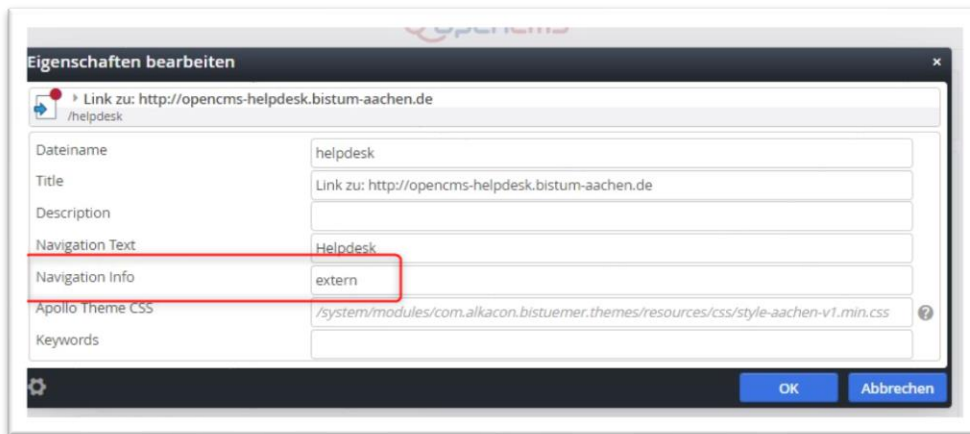 opencms
Eigenschaften bearbeiten
Link zu: http://opencms-helpdesk.bistum-aachen.de
/helpdesk
Dateiname helpdesk
Title Link zu: http://opencms-helpdesk.bistum-aachen.de
Description
Navigation Text Helpdesk
Navigation Info extern
Apollo Theme CSS /system/modules/com.alkacon.bistuemer.themes/resources/css/style-aachen-v1.min.css
Keywords
OK Abbrechen